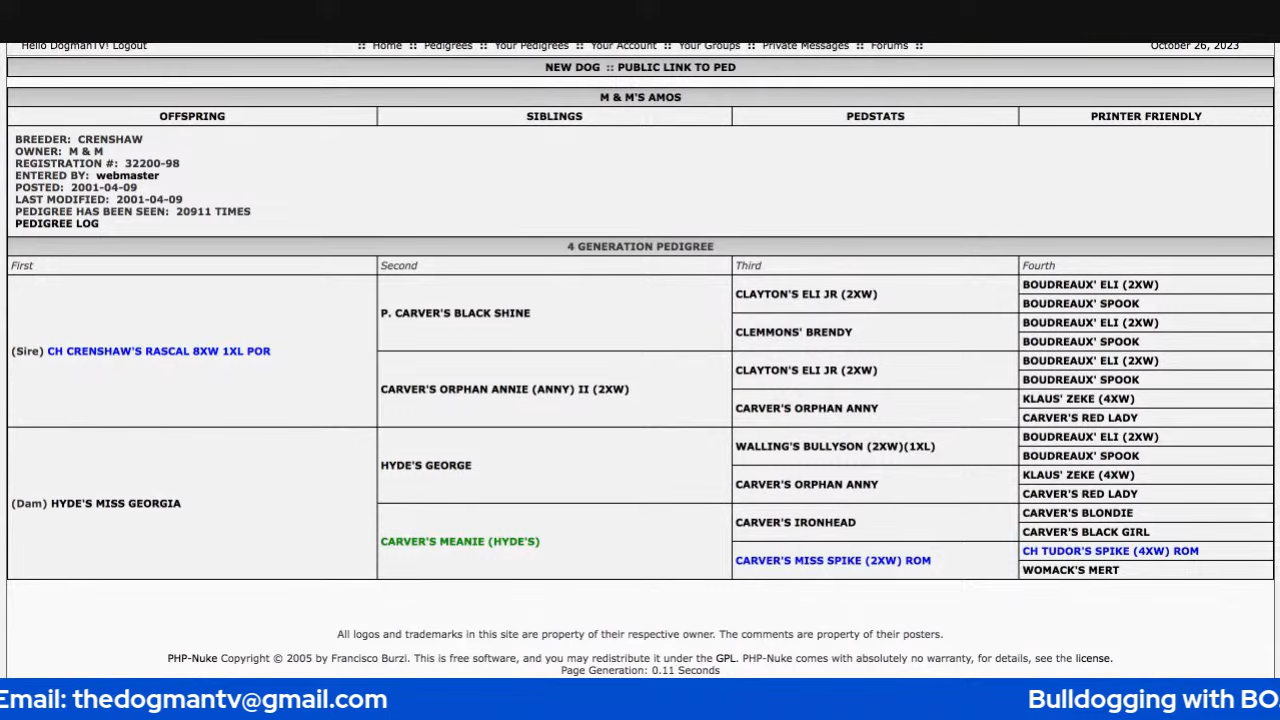 Hello DogmanTV! Logout :: Home :: Pedigrees :: Your Pedigrees :: Your Account :: Your Groups :: Private Messages :: Forums :: October 26, 2023
NEW DOG :: PUBLIC LINK TO PED
M & M'S AMOS
OFFSPRING SIBLINGS PEDSTATS PRINTER FRIENDLY
BREEDER: CRENSHAW
OWNER: M & M
REGISTRATION #: 32200-98
ENTERED BY: webmaster
POSTED: 2001-04-09
LAST MODIFIED: 2001-04-09
PEDIGREE HAS BEEN SEEN: 20911 TIMES
PEDIGREE LOG
4 GENERATION PEDIGREE
First Second Third Fourth
(Sire) CH CRENSHAW'S RASCAL 8XW 1XL POR
P. CARVER'S BLACK SHINE
CLAYTON'S ELI JR (2XW)
BOUDREAUX' ELI (2XW)
BOUDREAUX' SPOOK
CLEMMONS' BRENDY
BOUDREAUX' ELI (2XW)
BOUDREAUX' SPOOK
CARVER'S ORPHAN ANNIE (ANNY) II (2XW)
CLAYTON'S ELI JR (2XW)
BOUDREAUX' ELI (2XW)
BOUDREAUX' SPOOK
CARVER'S ORPHAN ANNY
KLAUS' ZEKE (4XW)
CARVER'S RED LADY
(Dam) HYDE'S MISS GEORGIA
HYDE'S GEORGE
WALLING'S BULLYSON (2XW)(1XL)
BOUDREAUX' ELI (2XW)
BOUDREAUX' SPOOK
CARVER'S ORPHAN ANNY
KLAUS' ZEKE (4XW)
CARVER'S RED LADY
CARVER'S MEANIE (HYDE'S)
CARVER'S IRONHEAD
CARVER'S BLONDIE
CARVER'S BLACK GIRL
CARVER'S MISS SPIKE (2XW) ROM
CH TUDOR'S SPIKE (4XW) ROM
WOMACK'S MERT
All logos and trademarks in this site are property of their respective owner. The comments are property of their posters.
PHP-Nuke Copyright © 2005 by Francisco Burzi. This is free software, and you may redistribute it under the GPL. PHP-Nuke comes with absolutely no warranty, for details, see the license.
Page Generation: 0.11 Seconds
Email: thedogmantv@gmail.com Bulldogging with BO